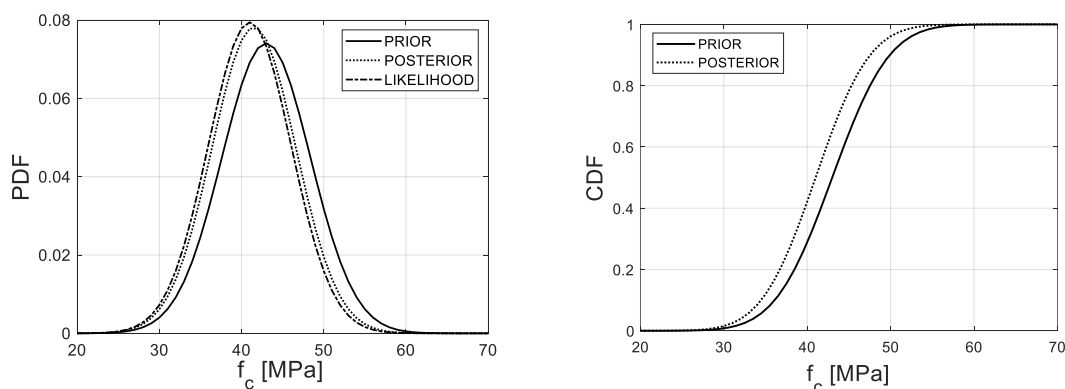 0.08
0.06
0.04
0.02
0
PDF
PRIOR
POSTERIOR
LIKELIHOOD
20 30 40 50 60 70
f_c [MPa]
1
0.8
0.6
0.4
0.2
0
CDF
PRIOR
POSTERIOR
20 30 40 50 60 70
f_c [MPa]